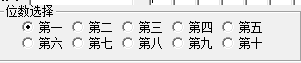 位数选择
第一 第二 第三 第四 第五
第六 第七 第八 第九 第十